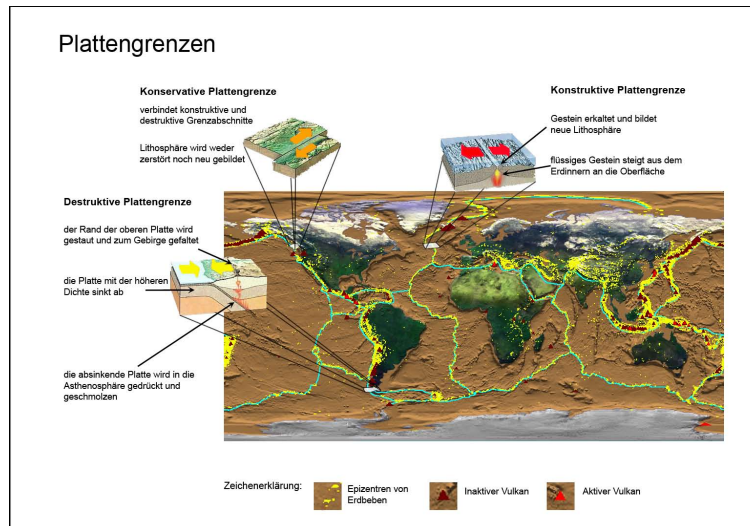 Plattengrenzen
Konservative Plattengrenze
verbindet konstruktive und
destruktive Grenzabschnitte
Lithosphäre wird weder
zerstört noch neu gebildet
Konstruktive Plattengrenze
Gestein erkaltet und bildet
neue Lithosphäre
flüssiges Gestein steigt aus dem
Erdinnern an die Oberfläche
Destruktive Plattengrenze
der Rand der oberen Platte wird
gestaut und zum Gebirge gefaltet
die Platte mit der höheren
Dichte sinkt ab
die absinkende Platte wird in die
Asthenosphäre gedrückt und
geschmolzen
Zeichenerklärung:
Epizentren von
Erdbeben
Inaktiver Vulkan
Aktiver Vulkan